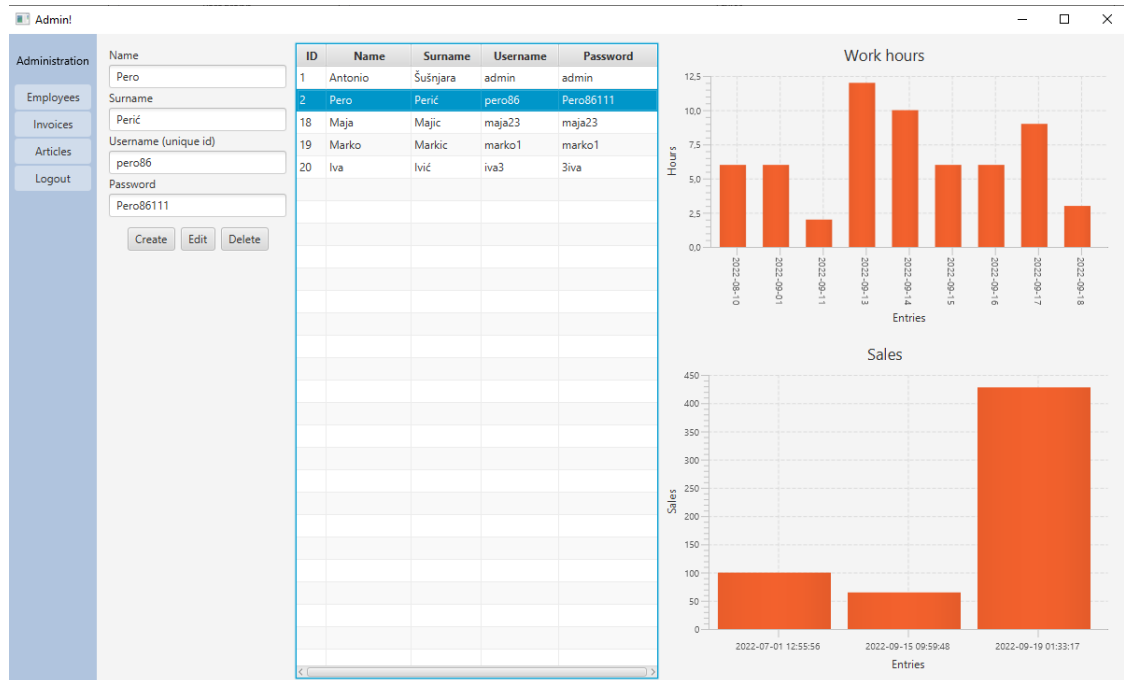 Admin!
Administration
Employees
Invoices
Articles
Logout
Name
Pero
Surname
Perić
Username (unique id)
pero86
Password
Pero86111
Create Edit Delete
ID Name Surname Username Password
1 Antonio Šušnjara admin admin
2 Pero Perić pero86 Pero86111
18 Maja Majic maja23 maja23
19 Marko Markic marko1 marko1
20 Iva Ivić iva3 3iva
Work hours
Hours
12,5
10,0
7,5
5,0
2,5
0,0
2022-08-10 2022-09-01 2022-09-11 2022-09-13 2022-09-14 2022-09-15 2022-09-16 2022-09-17 2022-09-18
Entries
Sales
Sales
450
400
350
300
250
200
150
100
50
0
2022-07-01 12:55:56 2022-09-15 09:59:48 2022-09-19 01:33:17
Entries